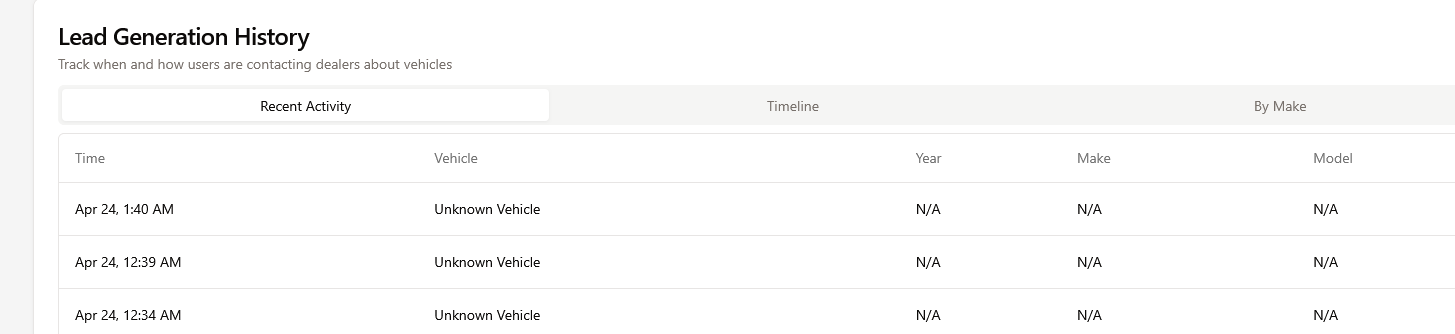 Lead Generation History
Track when and how users are contacting dealers about vehicles
Recent Activity Timeline By Make
Time Vehicle Year Make Model
Apr 24, 1:40 AM Unknown Vehicle N/A N/A N/A
Apr 24, 12:39 AM Unknown Vehicle N/A N/A N/A
Apr 24, 12:34 AM Unknown Vehicle N/A N/A N/A